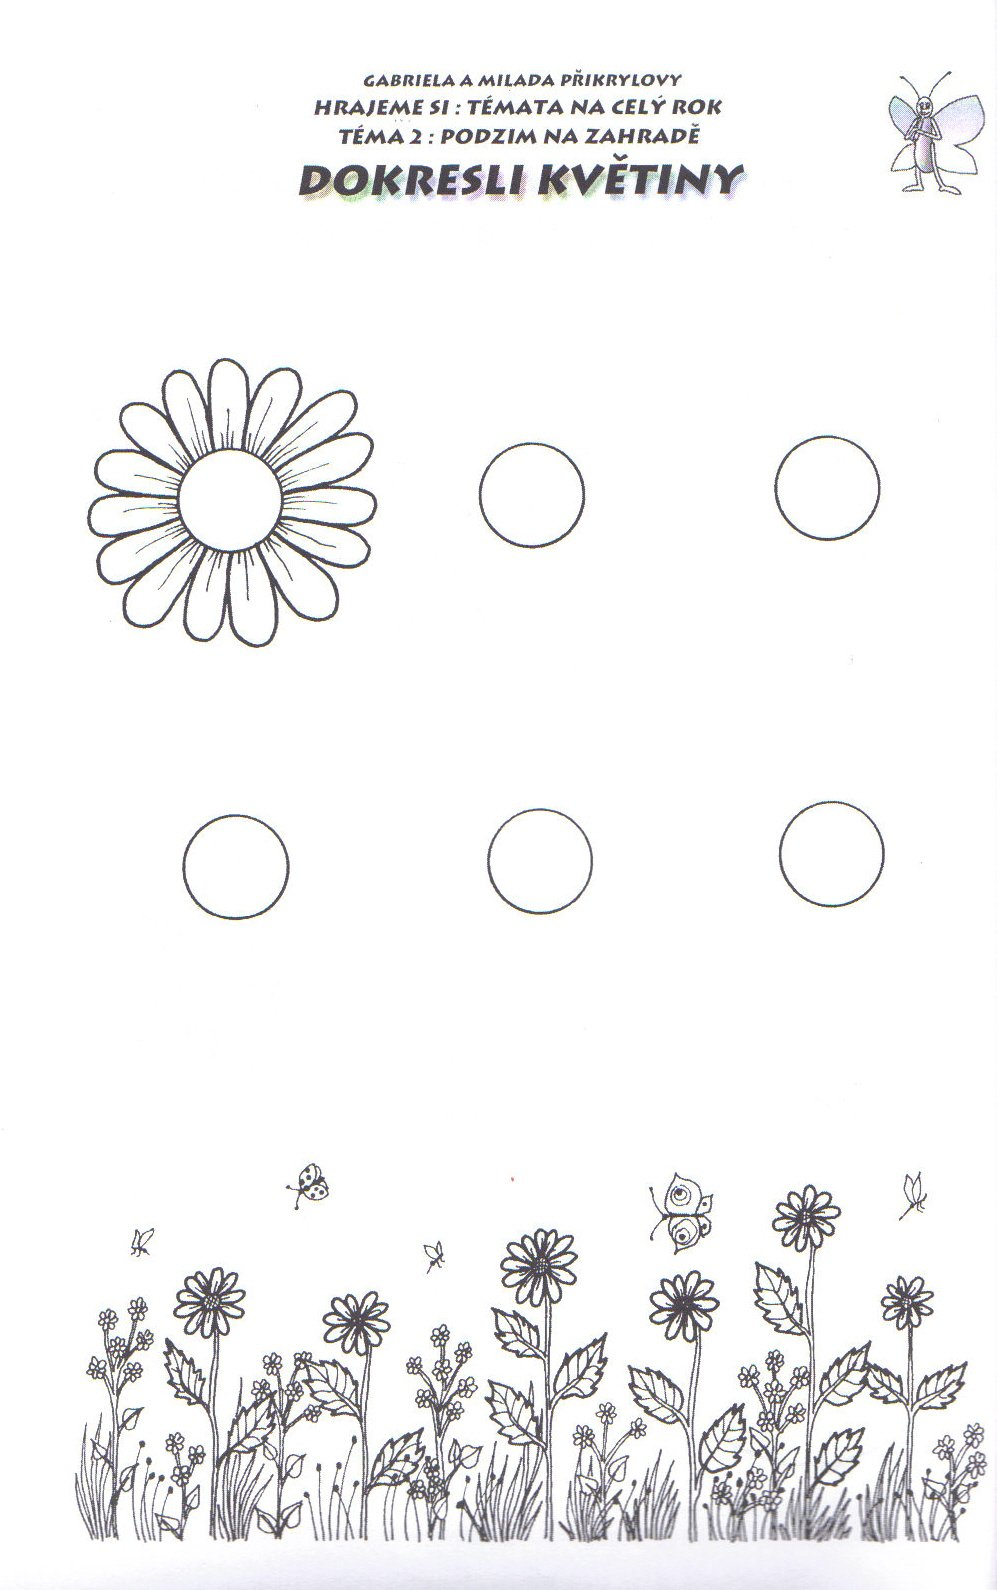 GABRIELA A MILADA PŘIKRYLOVY
HRAJEME SI : TÉMATA NA CELÝ ROK
TÉMA 2 : PODZIM NA ZAHRADĚ
DOKRESLI KVĚTINY